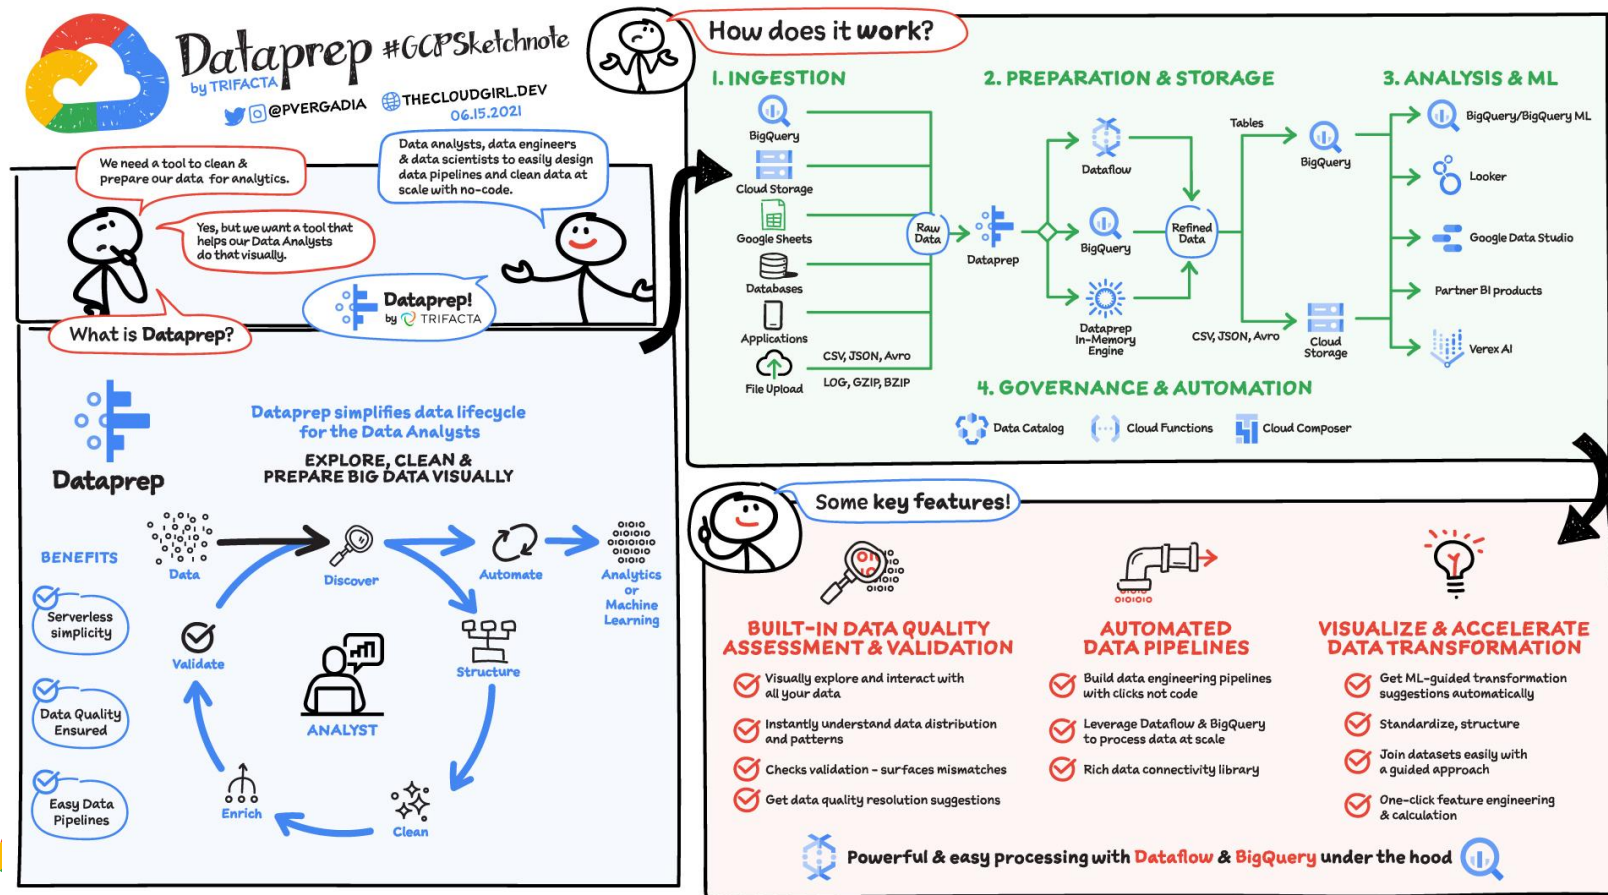 Dataprep #GCPSketchnote
by TRIFACTA
@PVERGADIA
THECLOUDGIRL.DEV
06.15.2021
We need a tool to clean &
prepare our data for analytics.
Yes, but we want a tool that
helps our Data Analysts
do that visually.
Data analysts, data engineers
& data scientists to easily design
data pipelines and clean data at
scale with no-code.
Dataprep!
by TRIFACTA
What is Dataprep?
Dataprep
Dataprep simplifies data lifecycle
for the Data Analysts
EXPLORE, CLEAN &
PREPARE BIG DATA VISUALLY
BENEFITS
Serverless
simplicity
Data Quality
Ensured
Easy Data
Pipelines
Data
Discover
Automate
Analytics
or
Machine
Learning
Structure
Clean
Enrich
Validate
ANALYST
How does it work?
1. INGESTION
BigQuery
Cloud Storage
Google Sheets
Databases
Applications
File Upload
CSV, JSON, Avro
LOG, GZIP, BZIP
Raw
Data
2. PREPARATION & STORAGE
Dataprep
Dataflow
BigQuery
Dataprep
In-Memory
Engine
Refined
Data
Tables
BigQuery
CSV, JSON, Avro
Cloud
Storage
3. ANALYSIS & ML
BigQuery/BigQuery ML
Looker
Google Data Studio
Partner BI products
Verex AI
4. GOVERNANCE & AUTOMATION
Data Catalog
Cloud Functions
Cloud Composer
Some key features!
BUILT-IN DATA QUALITY
ASSESSMENT & VALIDATION
Visually explore and interact with
all your data
Instantly understand data distribution
and patterns
Checks validation - surfaces mismatches
Get data quality resolution suggestions
AUTOMATED
DATA PIPELINES
Build data engineering pipelines
with clicks not code
Leverage Dataflow & BigQuery
to process data at scale
Rich data connectivity library
VISUALIZE & ACCELERATE
DATA TRANSFORMATION
Get ML-guided transformation
suggestions automatically
Standardize, structure
Join datasets easily with
a guided approach
One-click feature engineering
& calculation
Powerful & easy processing with Dataflow & BigQuery under the hood